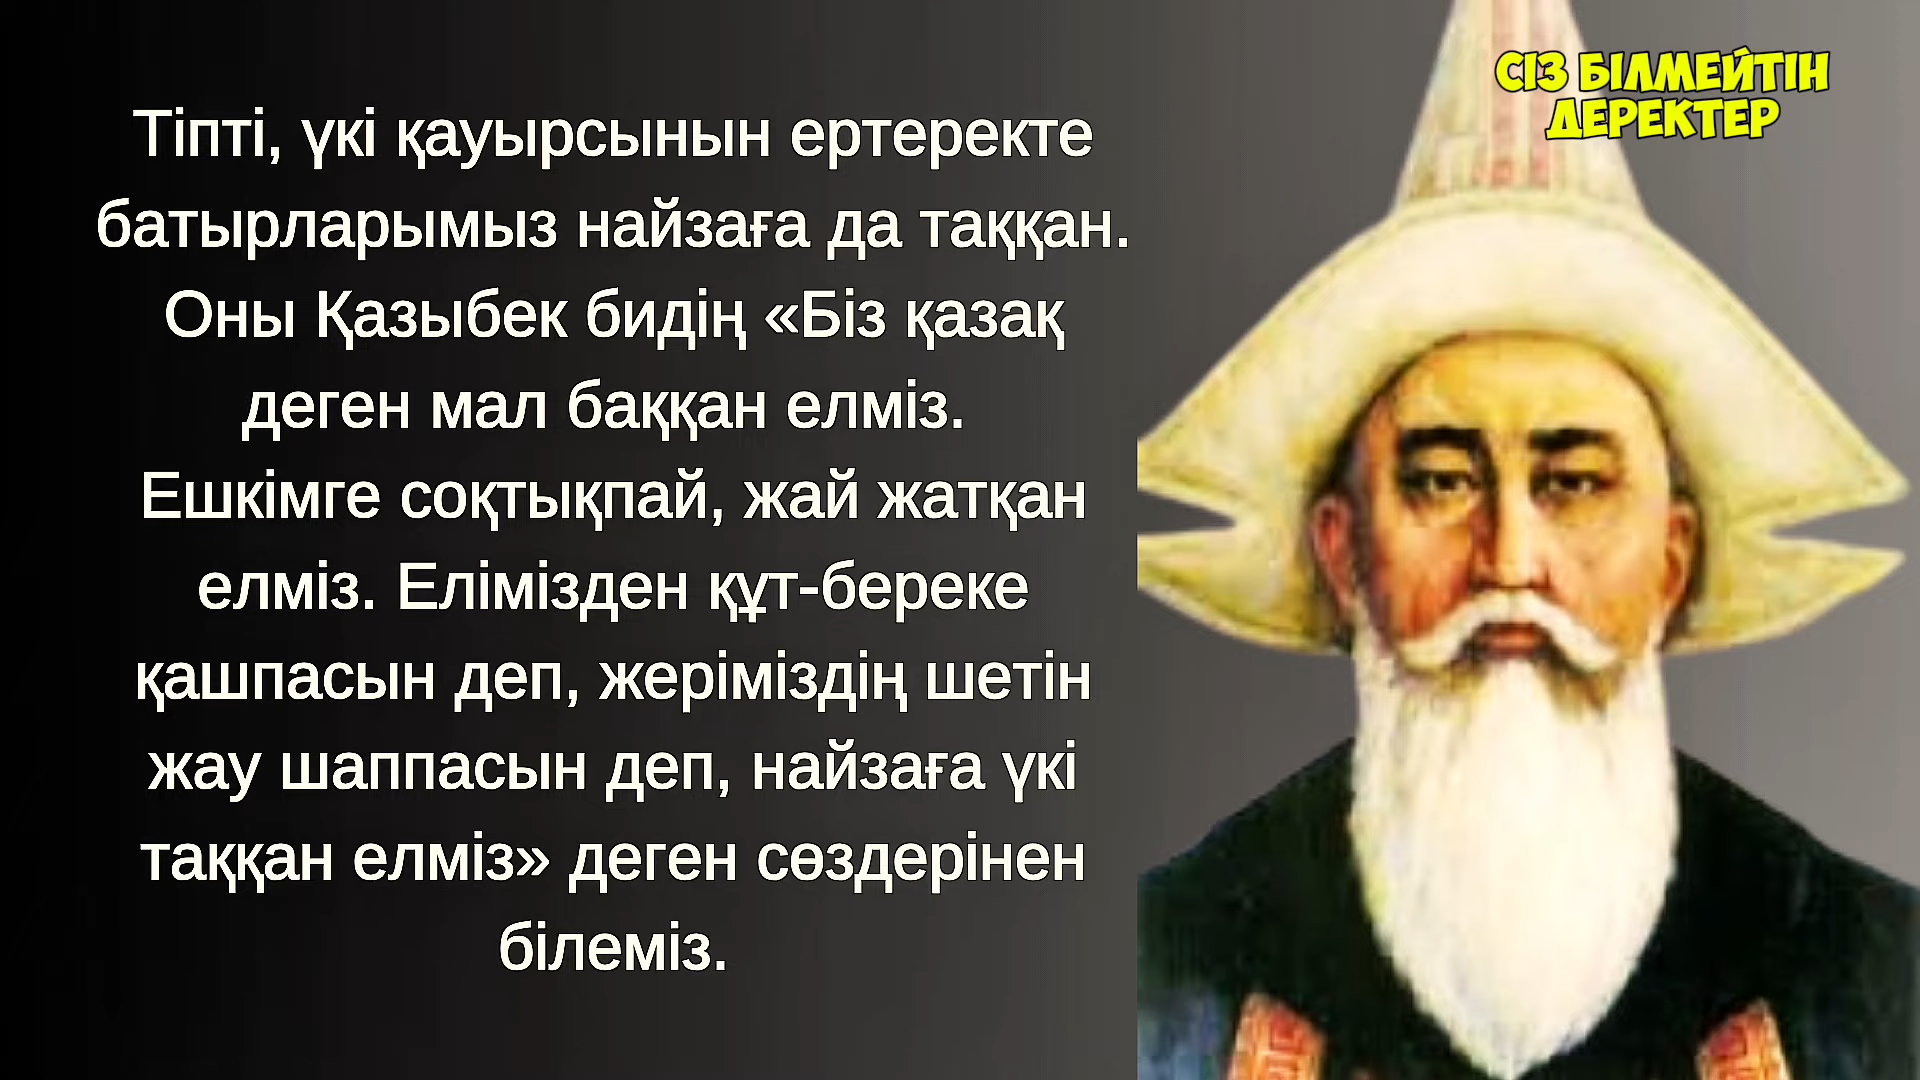 Тіпті, үкі қауырсынын ертеректе
батырларымыз найзаға да таққан.
Оны Қазыбек бидің «Біз қазақ
деген мал баққан елміз.
Ешкімге соқтықпай, жай жатқан
елміз. Елімізден құт-береке
қашпасын деп, жеріміздің шетін
жау шаппасын деп, найзаға үкі
таққан елміз» деген сөздерінен
білеміз.
СІЗ БІЛМЕЙТІН
ДЕРЕКТЕР